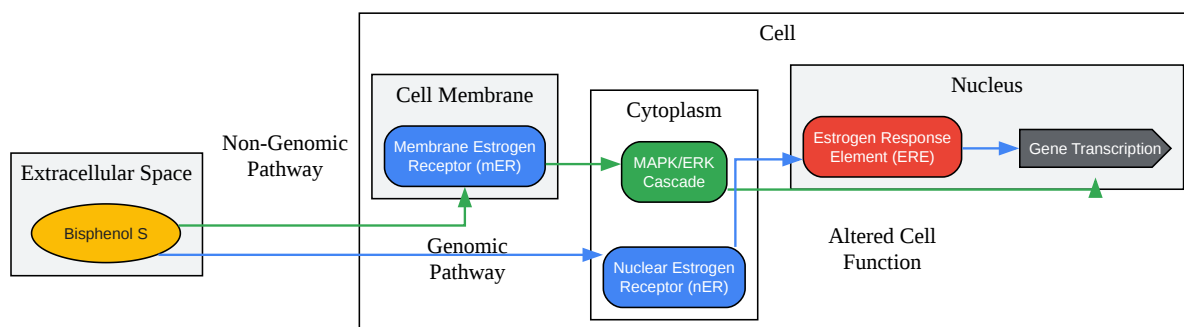 Cell
Nucleus
Cell Membrane
Cytoplasm
Estrogen Response
Element (ERE)
Gene Transcription
Non-Genomic
Pathway
Membrane Estrogen
Receptor (mER)
MAPK/ERK
Cascade
Extracellular Space
Bisphenol S
Genomic
Pathway
Nuclear Estrogen
Receptor (nER)
Altered Cell
Function